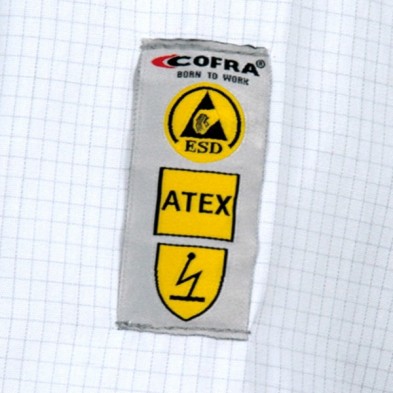 COFRA®
BORN TO WORK
ESD
ATEX